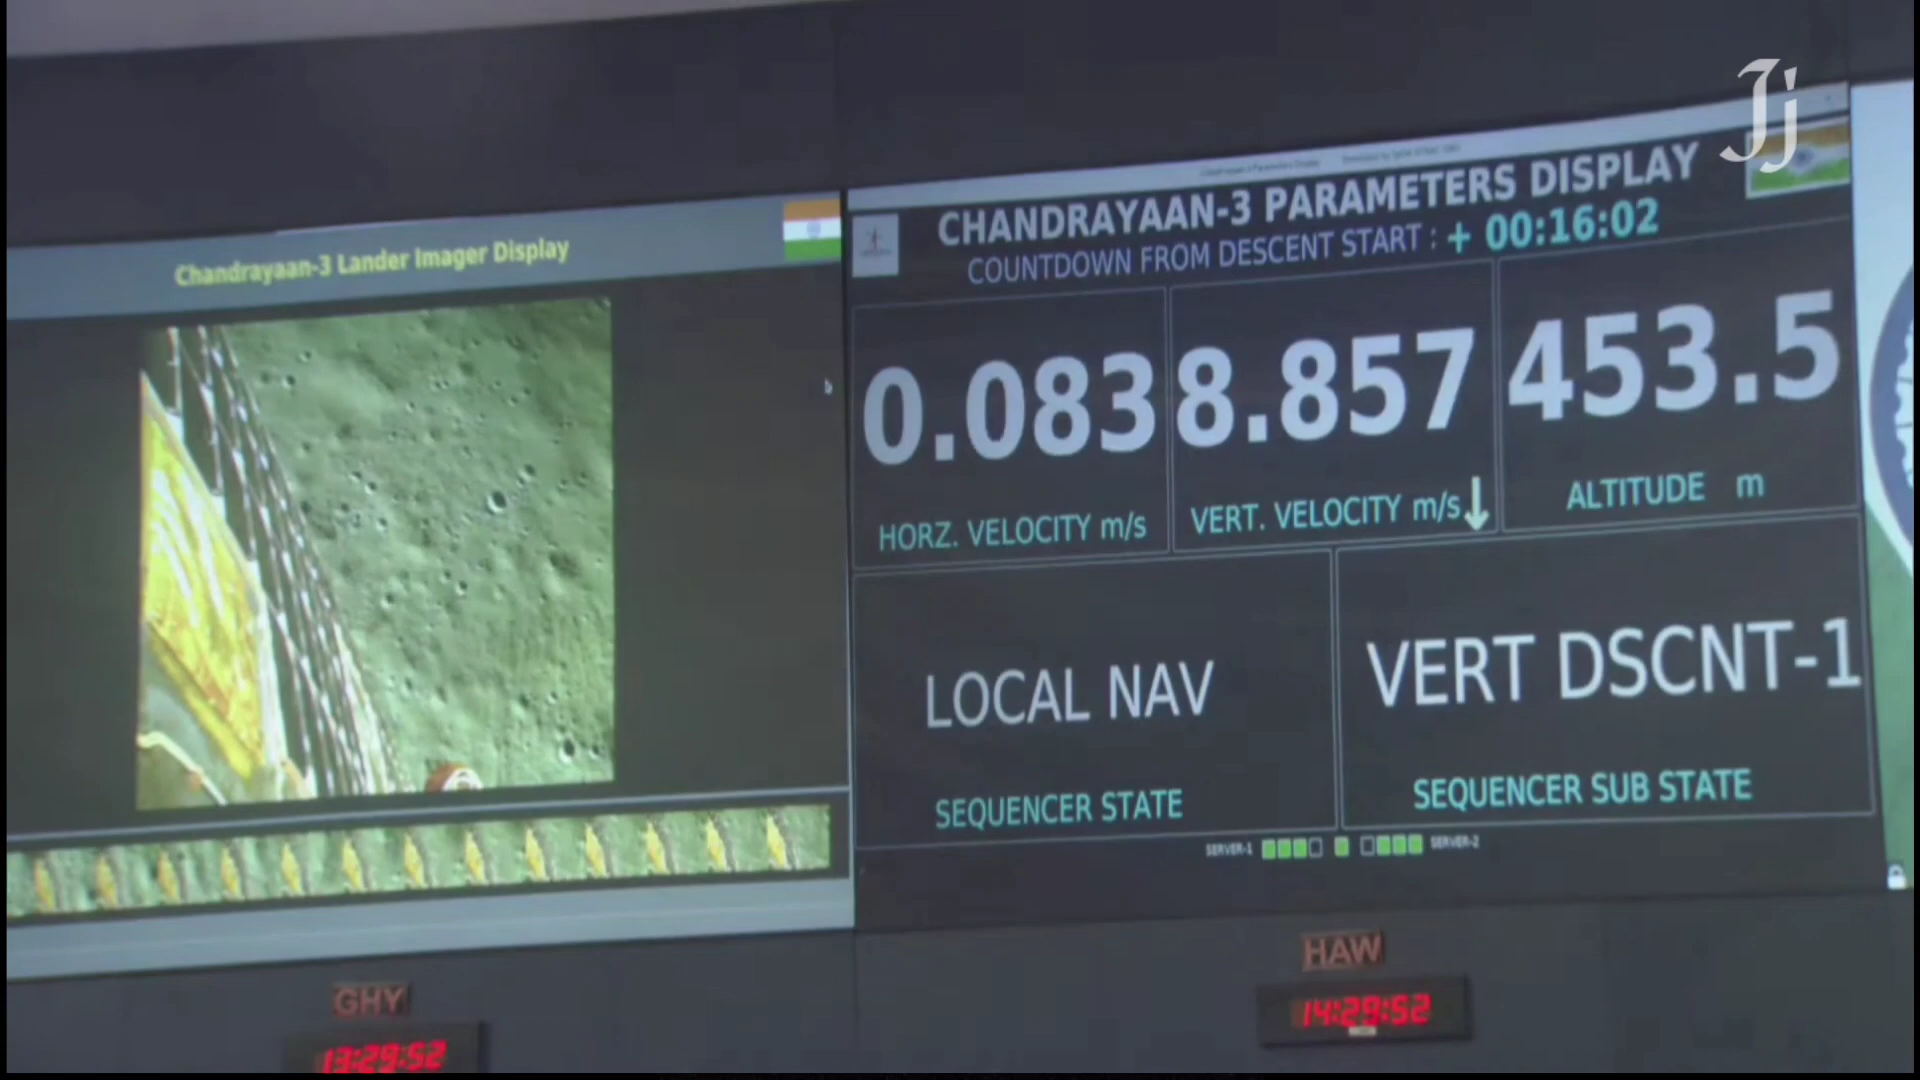 Jj
Chandrayaan-3 Lander Imager Display
CHANDRAYAAN-3 PARAMETERS DISPLAY
COUNTDOWN FROM DESCENT START : + 00:16:02
0.083
8.857
453.5
HORZ. VELOCITY m/s
VERT. VELOCITY m/s↓
ALTITUDE m
LOCAL NAV
VERT DSCNT-1
SEQUENCER STATE
SEQUENCER SUB STATE
SERVER-1
SERVER-2
GHY
13:29:52
HAW
14:29:52